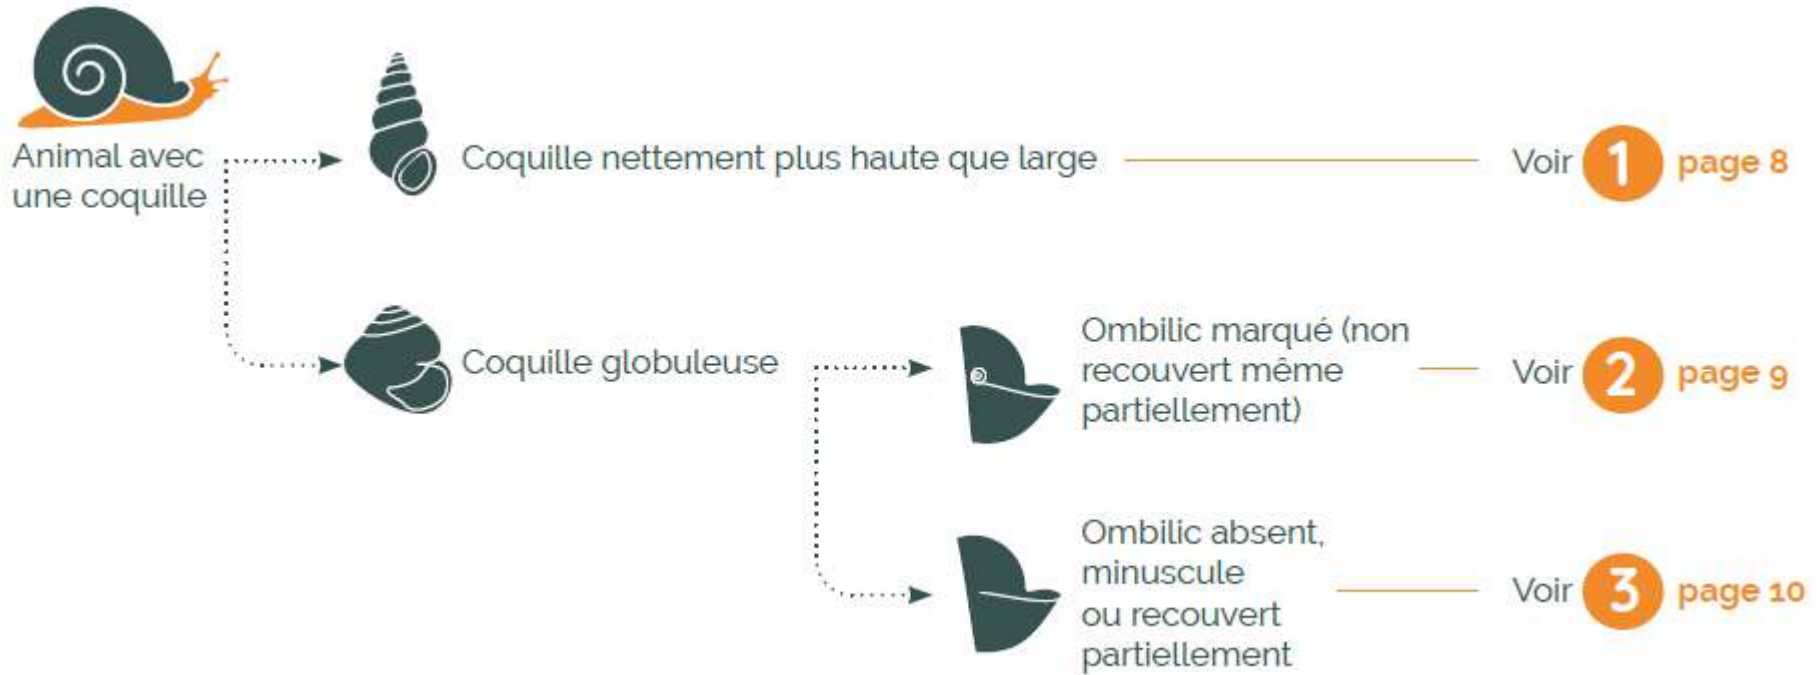 Animal avec
une coquille
Coquille nettement plus haute que large
Voir 1 page 8
Coquille globuleuse
Ombilic marqué (non
recouvert même
partiellement)
Voir 2 page 9
Ombilic absent,
minuscule
ou recouvert
partiellement
Voir 3 page 10